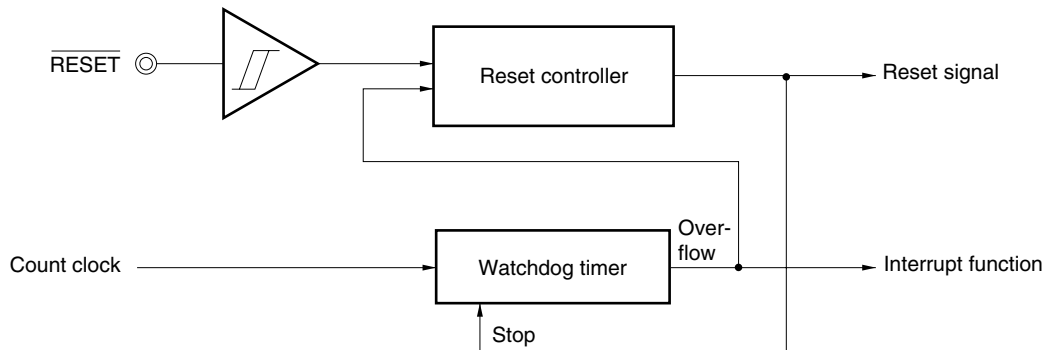 RESET
Reset controller
Reset signal
Over-
flow
Count clock
Watchdog timer
Interrupt function
Stop